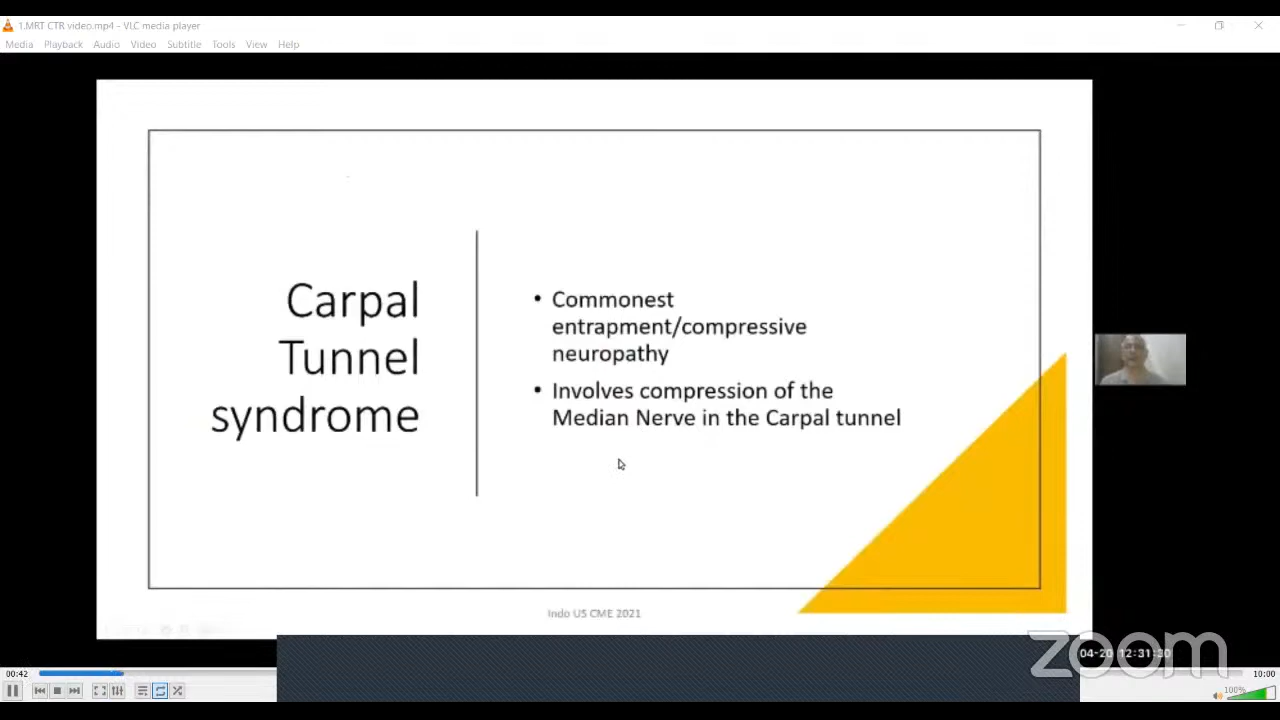 1.MRT CTR video.mp4 - VLC media player
Media Playback Audio Video Subtitle Tools View Help
Carpal
Tunnel
syndrome
• Commonest
entrapment/compressive
neuropathy
• Involves compression of the
Median Nerve in the Carpal tunnel
Indo US CME 2021
zoom
04-20 12:31:30
00:42
10:00
100%